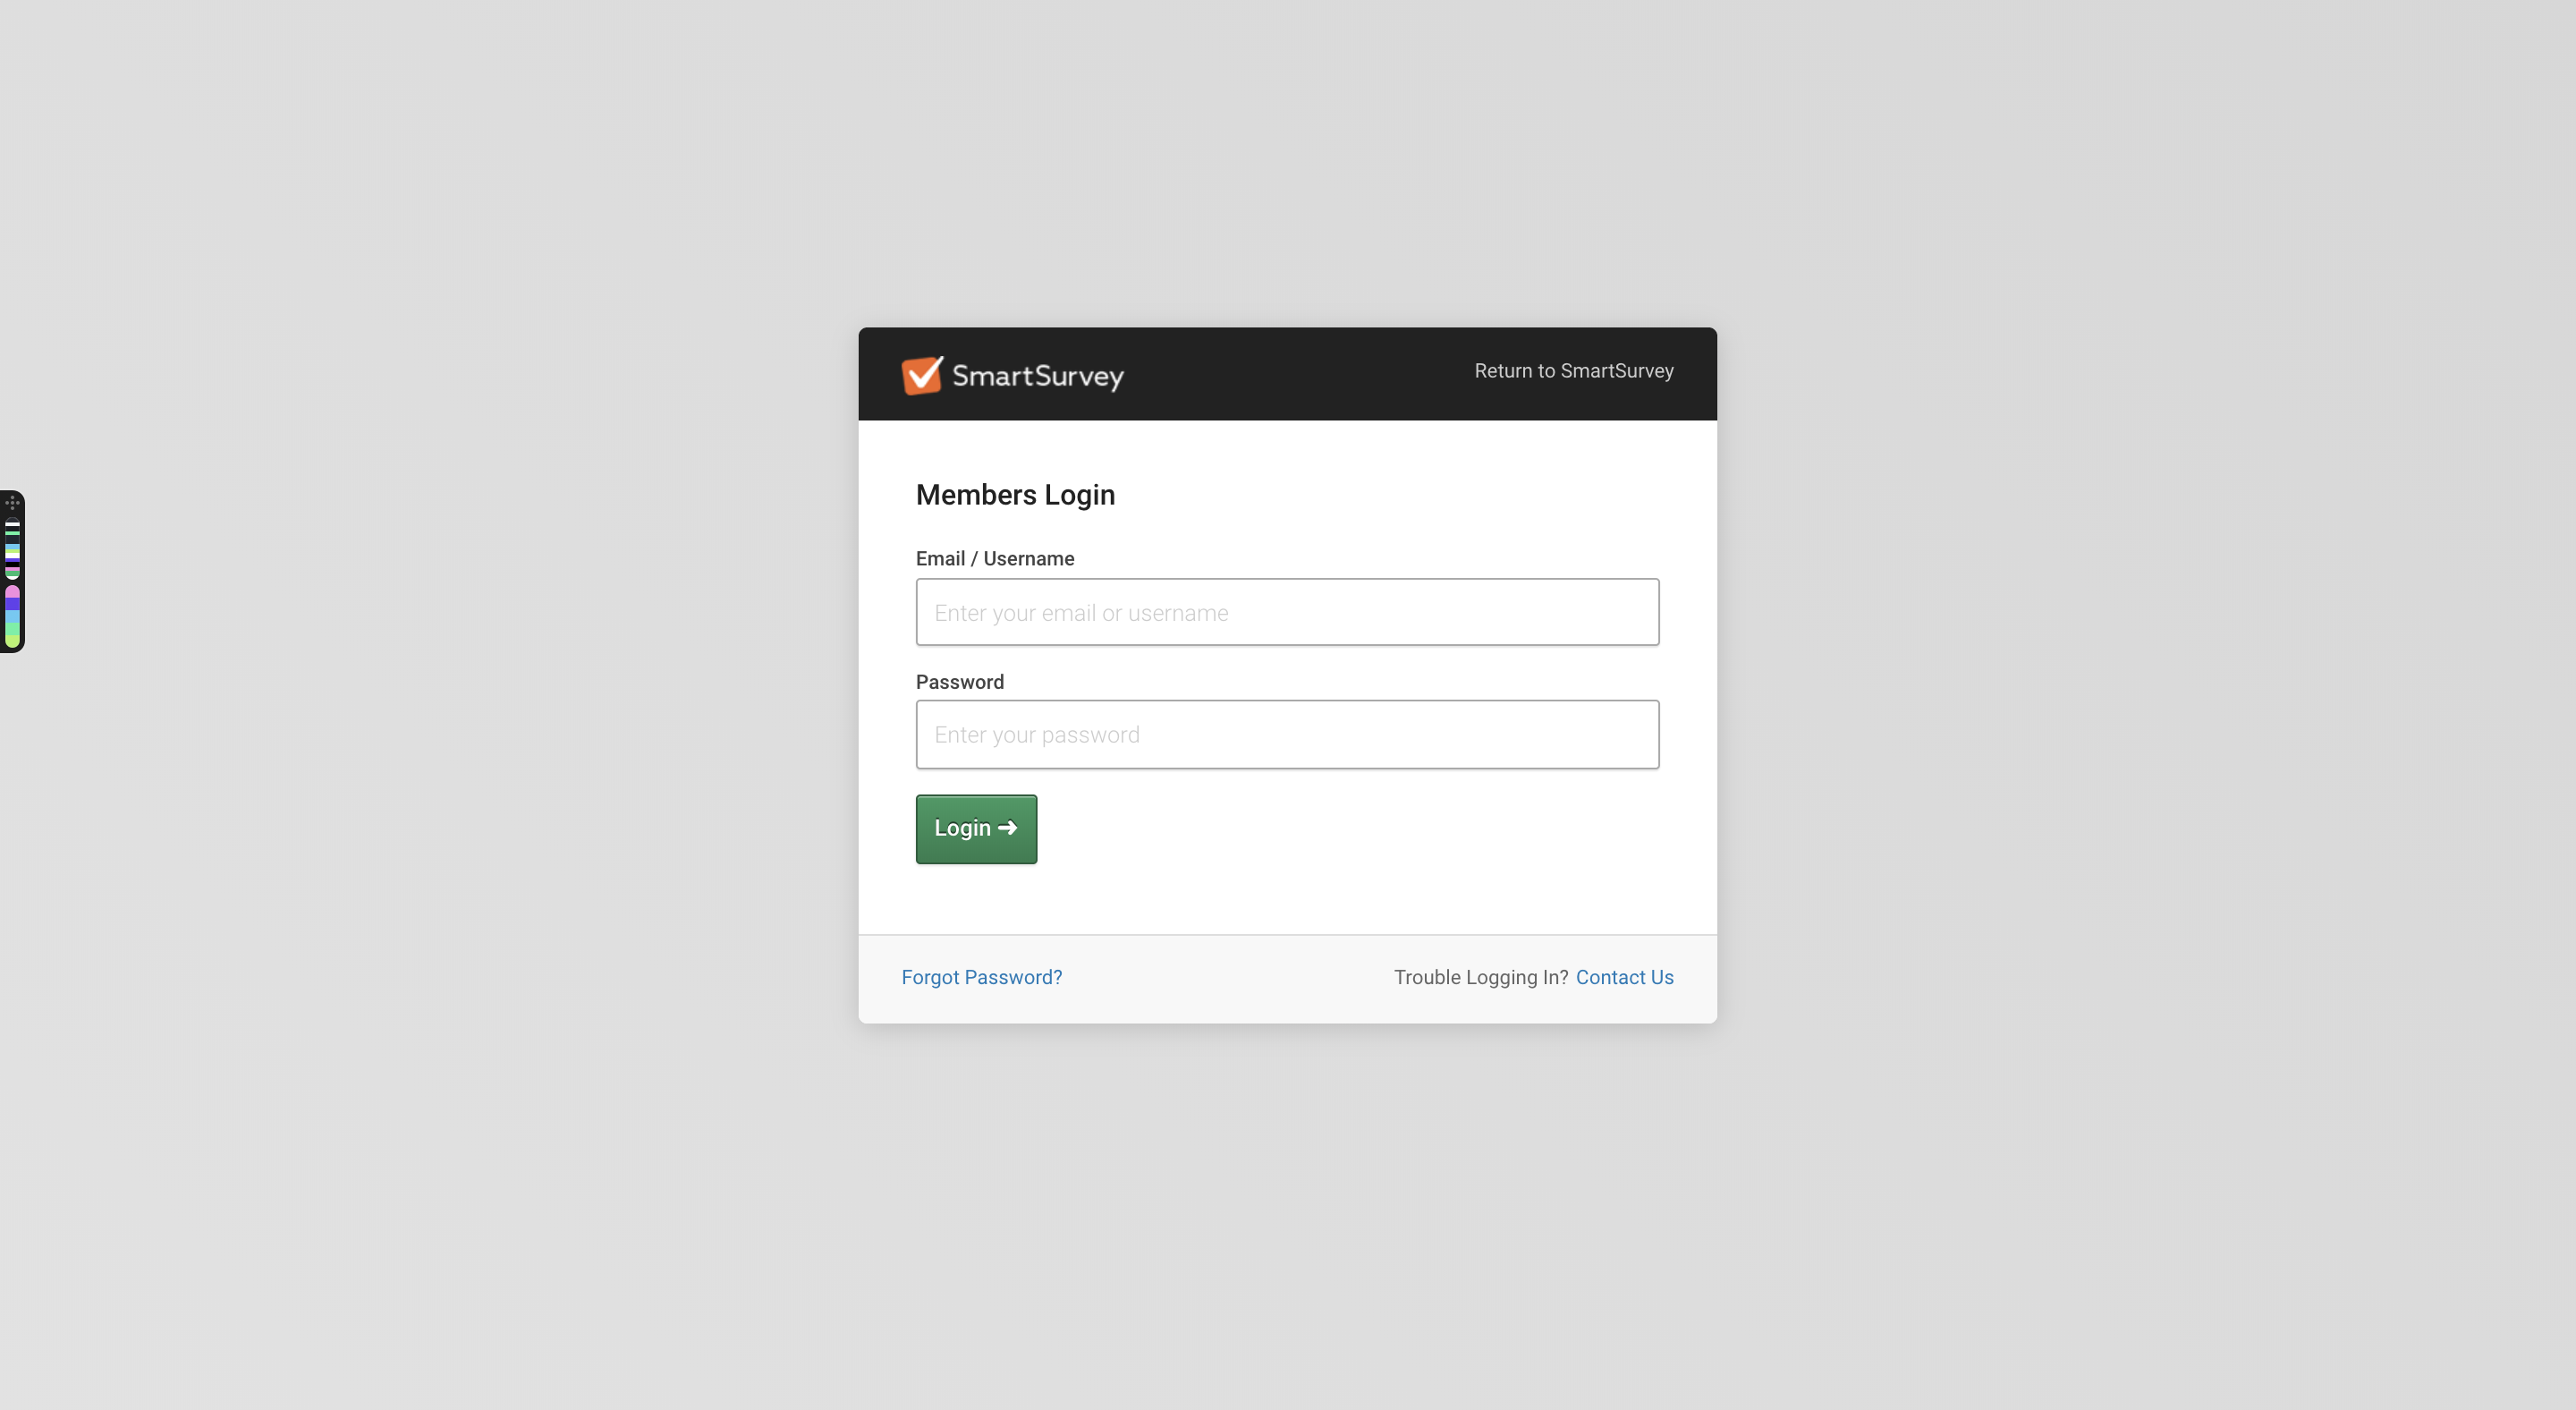 SmartSurvey
Return to SmartSurvey
Members Login
Email / Username
Enter your email or username
Password
Enter your password
Login
Forgot Password?
Trouble Logging In? Contact Us